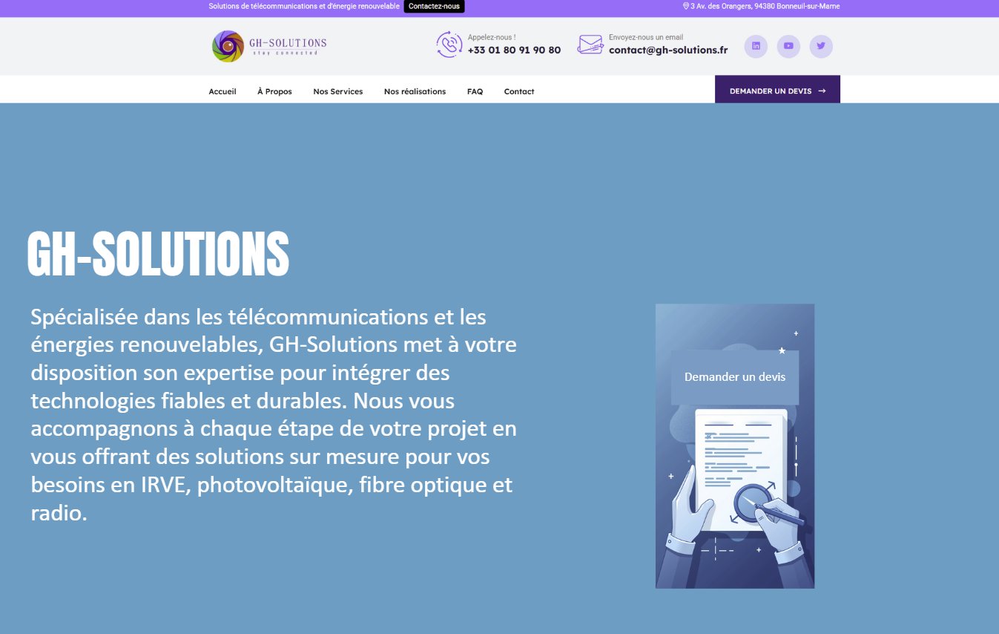 Solutions de télécommunications et d'énergie renouvelable Contactez-nous
3 Av. des Orangers, 94380 Bonneuil-sur-Marne
GH-SOLUTIONS
stay connected
Appelez-nous !
+33 01 80 91 90 80
Envoyez-nous un email
contact@gh-solutions.fr
Accueil À Propos Nos Services Nos réalisations FAQ Contact
DEMANDER UN DEVIS →
GH-SOLUTIONS
Spécialisée dans les télécommunications et les
énergies renouvelables, GH-Solutions met à votre
disposition son expertise pour intégrer des
technologies fiables et durables. Nous vous
accompagnons à chaque étape de votre projet en
vous offrant des solutions sur mesure pour vos
besoins en IRVE, photovoltaïque, fibre optique et
radio.
Demander un devis